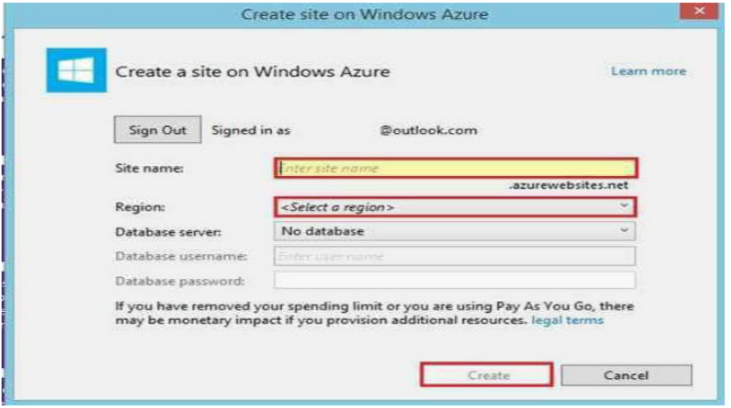 Create site on Windows Azure
Create a site on Windows Azure
Learn more
Sign Out
Signed in as @outlook.com
Site name:
Enter site name
.azurewebsites.net
Region:
<Select a region>
Database server:
No database
Database username:
Enter user name
Database password:
If you have removed your spending limit or you are using Pay As You Go, there
may be monetary impact if you provision additional resources. legal terms
Create
Cancel